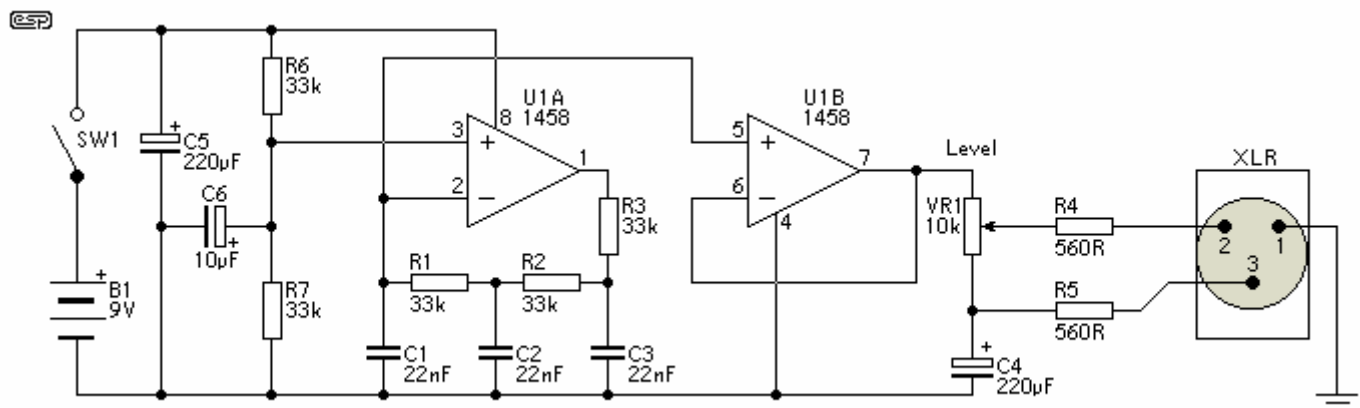 esp
SW1
C5
220µF
+
C6
10µF
+
B1
9V
+
R6
33k
R7
33k
U1A
1458
3
+
2
−
8
1
R3
33k
R1
33k
R2
33k
C1
22nF
C2
22nF
C3
22nF
U1B
1458
5
+
6
−
7
4
Level
VR1
10k
R4
560R
R5
560R
+
C4
220µF
XLR
2
1
3